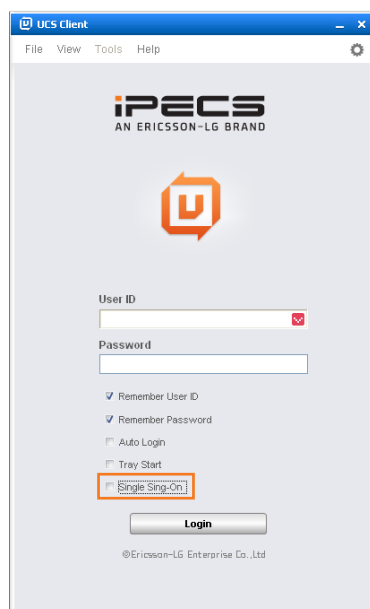 UCS Client
File View Tools Help
iPECS
AN ERICSSON-LG BRAND
User ID
Password
Remember User ID
Remember Password
Auto Login
Tray Start
Single Sing-On
Login
©Ericsson-LG Enterprise Co.,Ltd